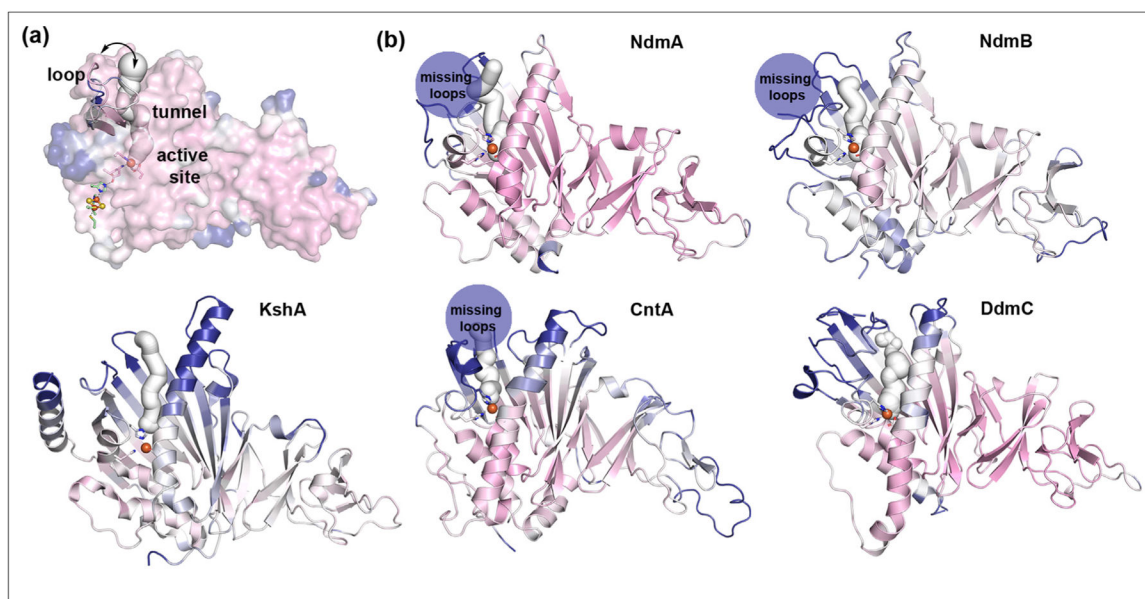 (a)
loop
tunnel
active
site
(b)
NdmA
missing
loops
NdmB
missing
loops
KshA
CntA
missing
loops
DdmC